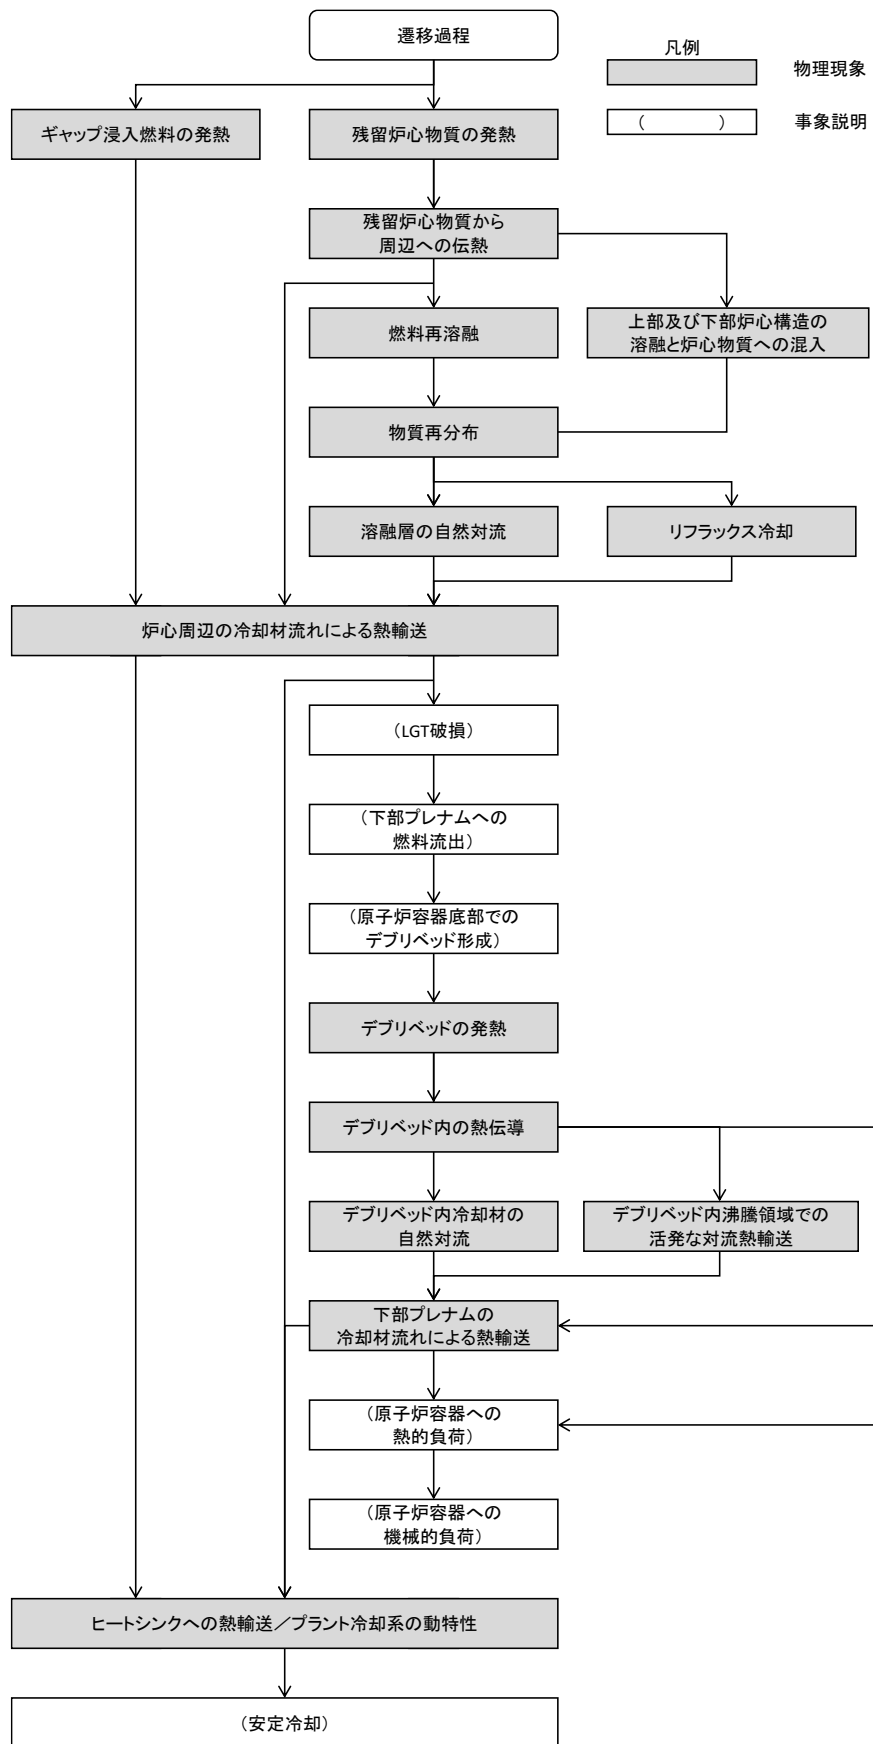 遷移過程
凡例
物理現象
(　　　　)
事象説明
ギャップ浸入燃料の発熱
残留炉心物質の発熱
残留炉心物質から
周辺への伝熱
燃料再溶融
上部及び下部炉心構造の
溶融と炉心物質への混入
物質再分布
溶融層の自然対流
リフラックス冷却
炉心周辺の冷却材流れによる熱輸送
(LGT破損)
(下部プレナムへの
燃料流出)
(原子炉容器底部での
デブリベッド形成)
デブリベッドの発熱
デブリベッド内の熱伝導
デブリベッド内冷却材の
自然対流
デブリベッド内沸騰領域での
活発な対流熱輸送
下部プレナムの
冷却材流れによる熱輸送
(原子炉容器への
熱的負荷)
(原子炉容器への
機械的負荷)
ヒートシンクへの熱輸送／プラント冷却系の動特性
(安定冷却)